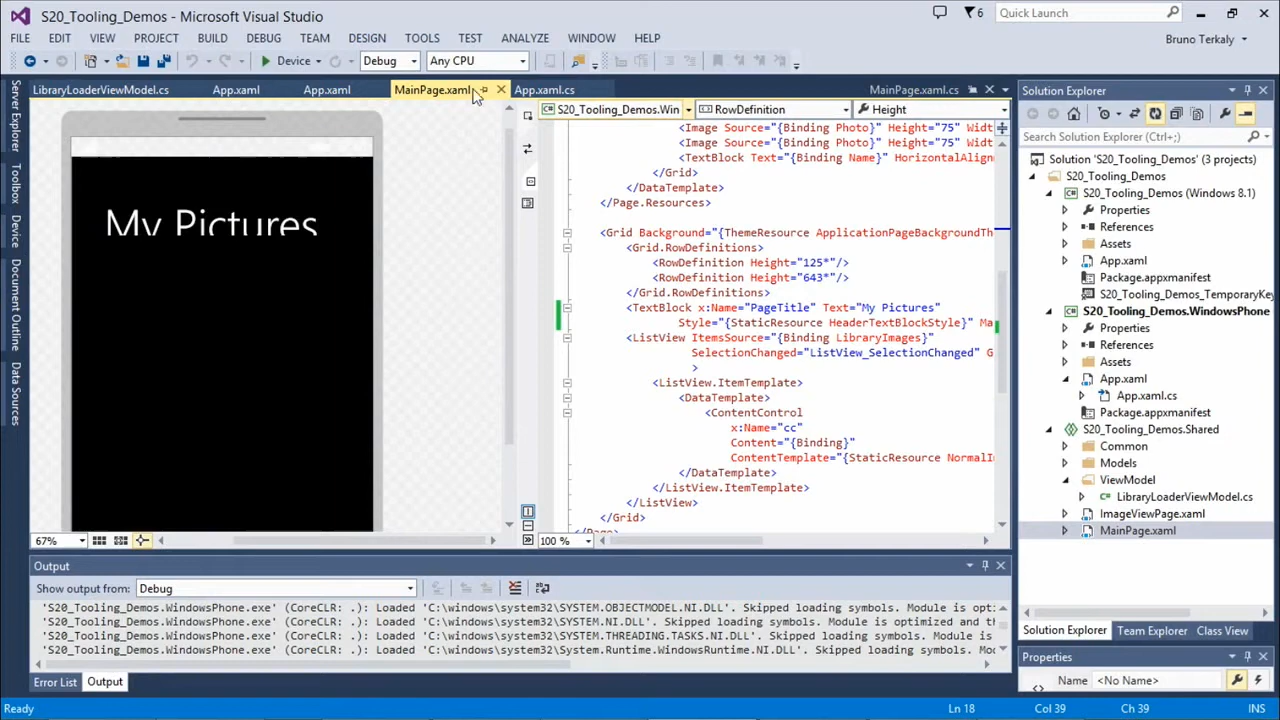 S20_Tooling_Demos - Microsoft Visual Studio
6
Quick Launch (Ctrl+Q)
FILE EDIT VIEW PROJECT BUILD DEBUG TEAM DESIGN TOOLS TEST ANALYZE WINDOW HELP
Bruno Terkaly
Device
Debug
Any CPU
LibraryLoaderViewModel.cs App.xaml App.xaml MainPage.xaml App.xaml.cs MainPage.xaml.cs
Server Explorer
Toolbox
Device
Document Outline
Data Sources
My Pictures
67%
S20_Tooling_Demos.Win
RowDefinition
Height
<Image Source="{Binding Photo}" Height="75" Widt
<Image Source="{Binding Photo}" Height="75" Widt
<TextBlock Text="{Binding Name}" HorizontalAlign
</Grid>
</DataTemplate>
</Page.Resources>
<Grid Background="{ThemeResource ApplicationPageBackgroundTh
<Grid.RowDefinitions>
<RowDefinition Height="125*"/>
<RowDefinition Height="643*"/>
</Grid.RowDefinitions>
<TextBlock x:Name="PageTitle" Text="My Pictures"
Style="{StaticResource HeaderTextBlockStyle}" Ma
<ListView ItemsSource="{Binding LibraryImages}"
SelectionChanged="ListView_SelectionChanged" G
>
<ListView.ItemTemplate>
<DataTemplate>
<ContentControl
x:Name="cc"
Content="{Binding}"
ContentTemplate="{StaticResource NormalI
</DataTemplate>
</ListView.ItemTemplate>
</ListView>
</Grid>
100 %
Output
Show output from: Debug
'S20_Tooling_Demos.WindowsPhone.exe' (CoreCLR: .): Loaded 'C:\windows\system32\SYSTEM.OBJECTMODEL.NI.DLL'. Skipped loading symbols. Module is opti
'S20_Tooling_Demos.WindowsPhone.exe' (CoreCLR: .): Loaded 'C:\windows\system32\SYSTEM.NI.DLL'. Skipped loading symbols. Module is optimized and th
'S20_Tooling_Demos.WindowsPhone.exe' (CoreCLR: .): Loaded 'C:\windows\system32\SYSTEM.THREADING.TASKS.NI.DLL'. Skipped loading symbols. Module is
'S20_Tooling_Demos.WindowsPhone.exe' (CoreCLR: .): Loaded 'C:\windows\system32\System.Runtime.WindowsRuntime.NI.DLL'. Skipped loading symbols. Mod
Error List Output
Solution Explorer
Search Solution Explorer (Ctrl+;)
Solution 'S20_Tooling_Demos' (3 projects)
S20_Tooling_Demos
S20_Tooling_Demos (Windows 8.1)
Properties
References
Assets
App.xaml
Package.appxmanifest
S20_Tooling_Demos_TemporaryKey
S20_Tooling_Demos.WindowsPhone
Properties
References
Assets
App.xaml
App.xaml.cs
Package.appxmanifest
S20_Tooling_Demos.Shared
Common
Models
ViewModel
LibraryLoaderViewModel.cs
ImageViewPage.xaml
MainPage.xaml
Solution Explorer Team Explorer Class View
Properties
Name <No Name>
Ready
Ln 18
Col 39
Ch 39
INS